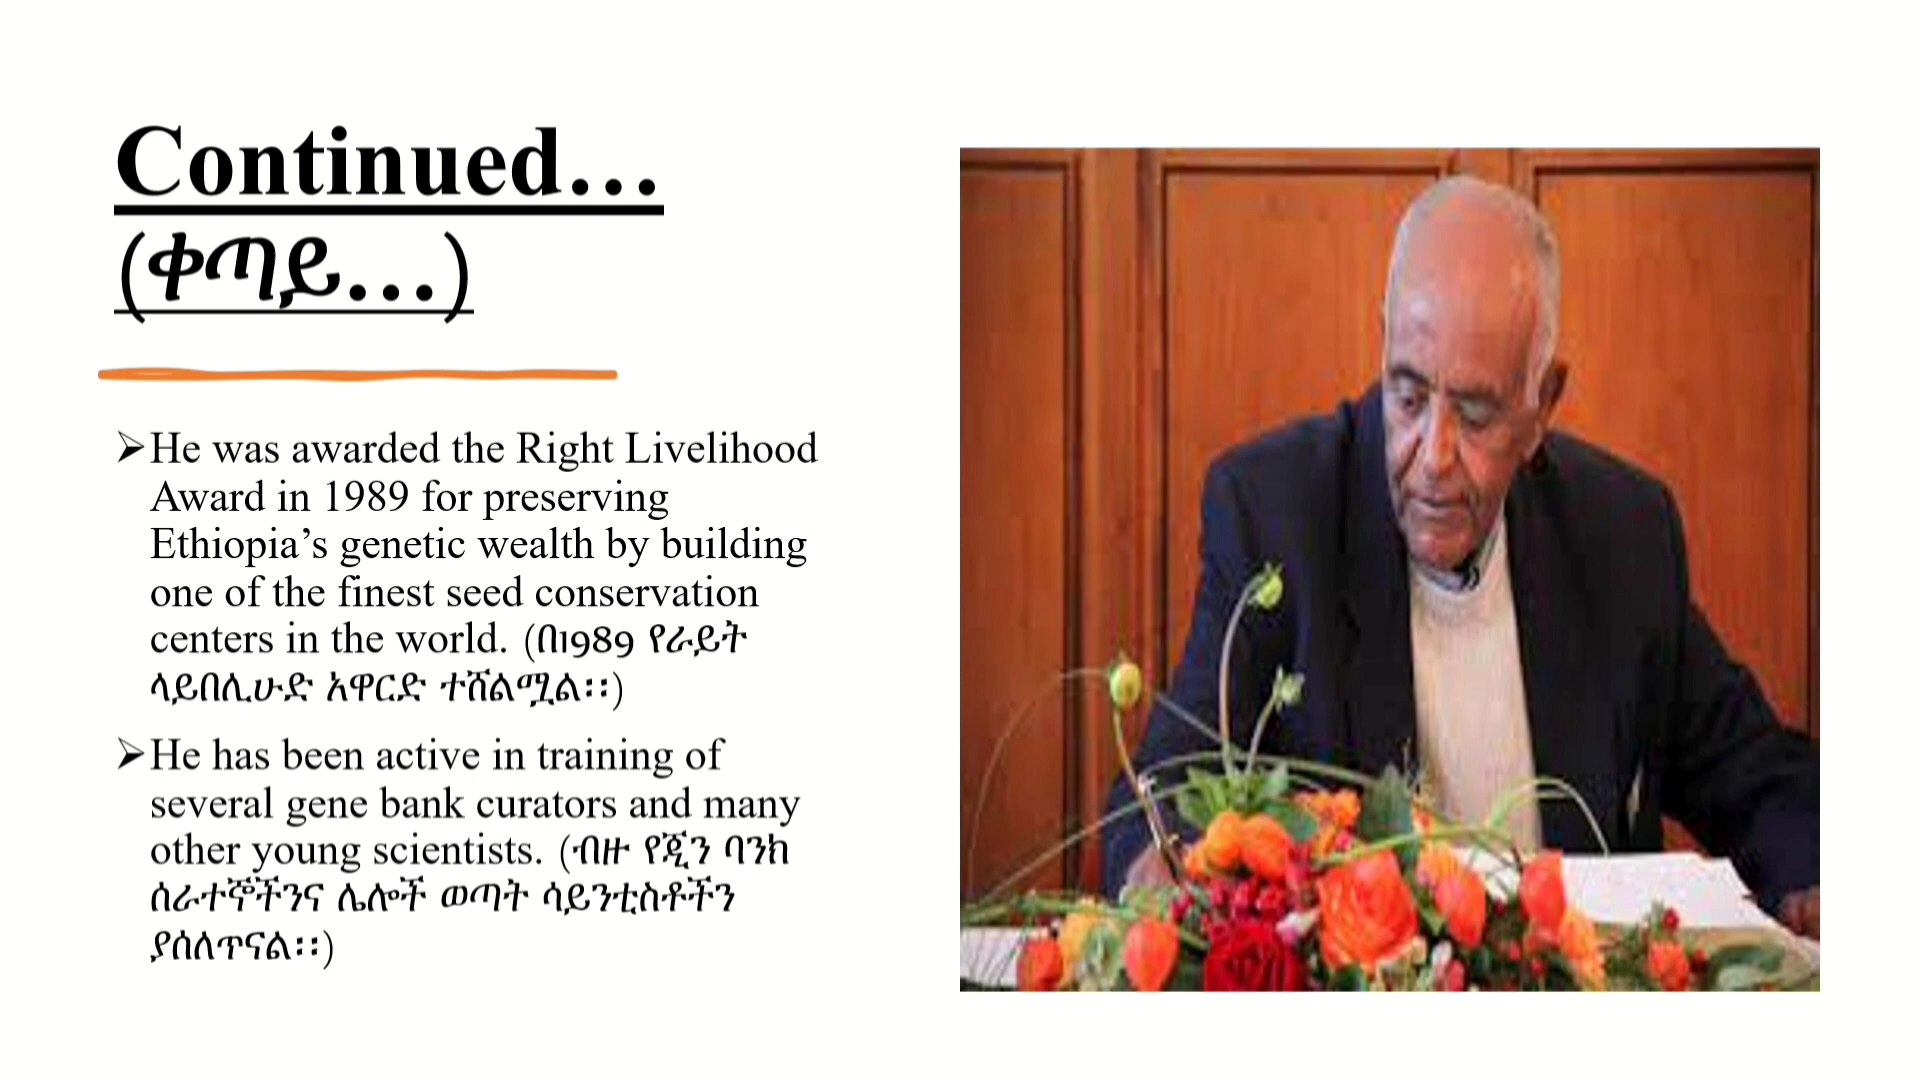 Continued…
(ቀጣይ…)
➢He was awarded the Right Livelihood
Award in 1989 for preserving
Ethiopia’s genetic wealth by building
one of the finest seed conservation
centers in the world. (በ1989 የራይት
ላይበሊሁድ አዋርድ ተሸልሟል፡፡)
➢He has been active in training of
several gene bank curators and many
other young scientists. (ብዙ የጂን ባንክ
ሰራተኞችንና ሌሎች ወጣት ሳይንቲስቶችን
ያሰለጥናል፡፡)